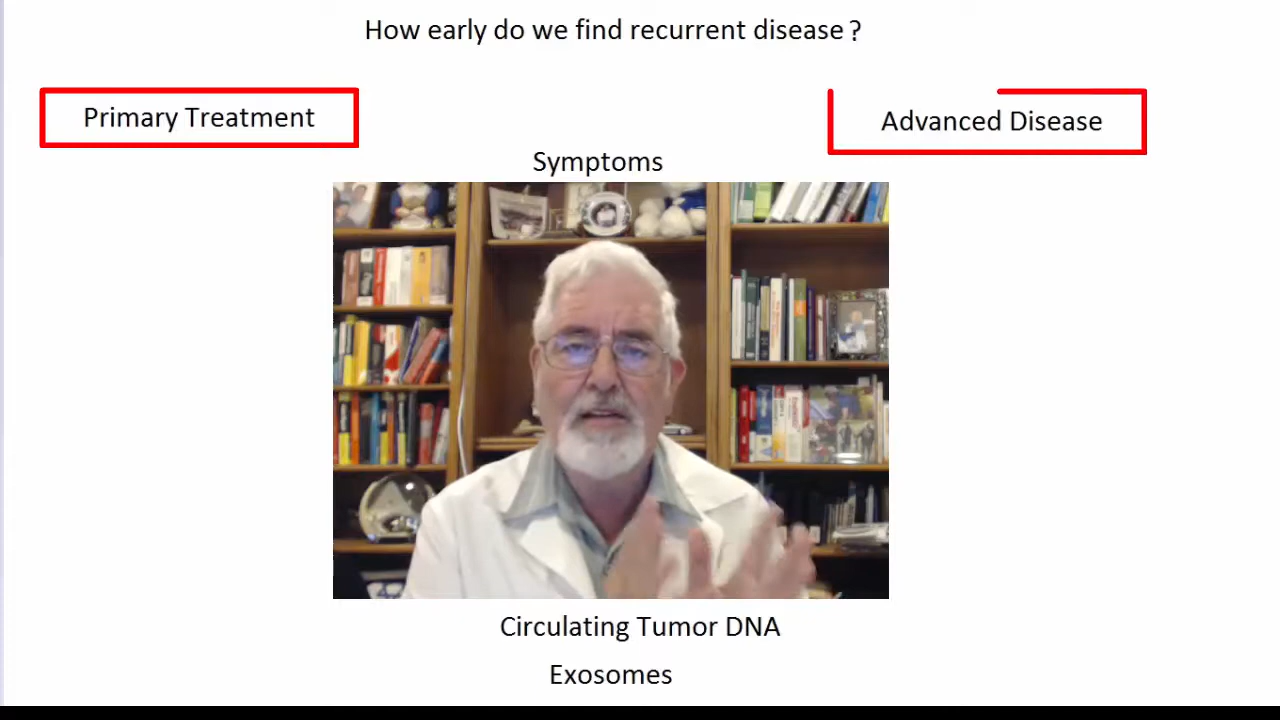 How early do we find recurrent disease ?
Primary Treatment
Advanced Disease
Symptoms
Circulating Tumor DNA
Exosomes